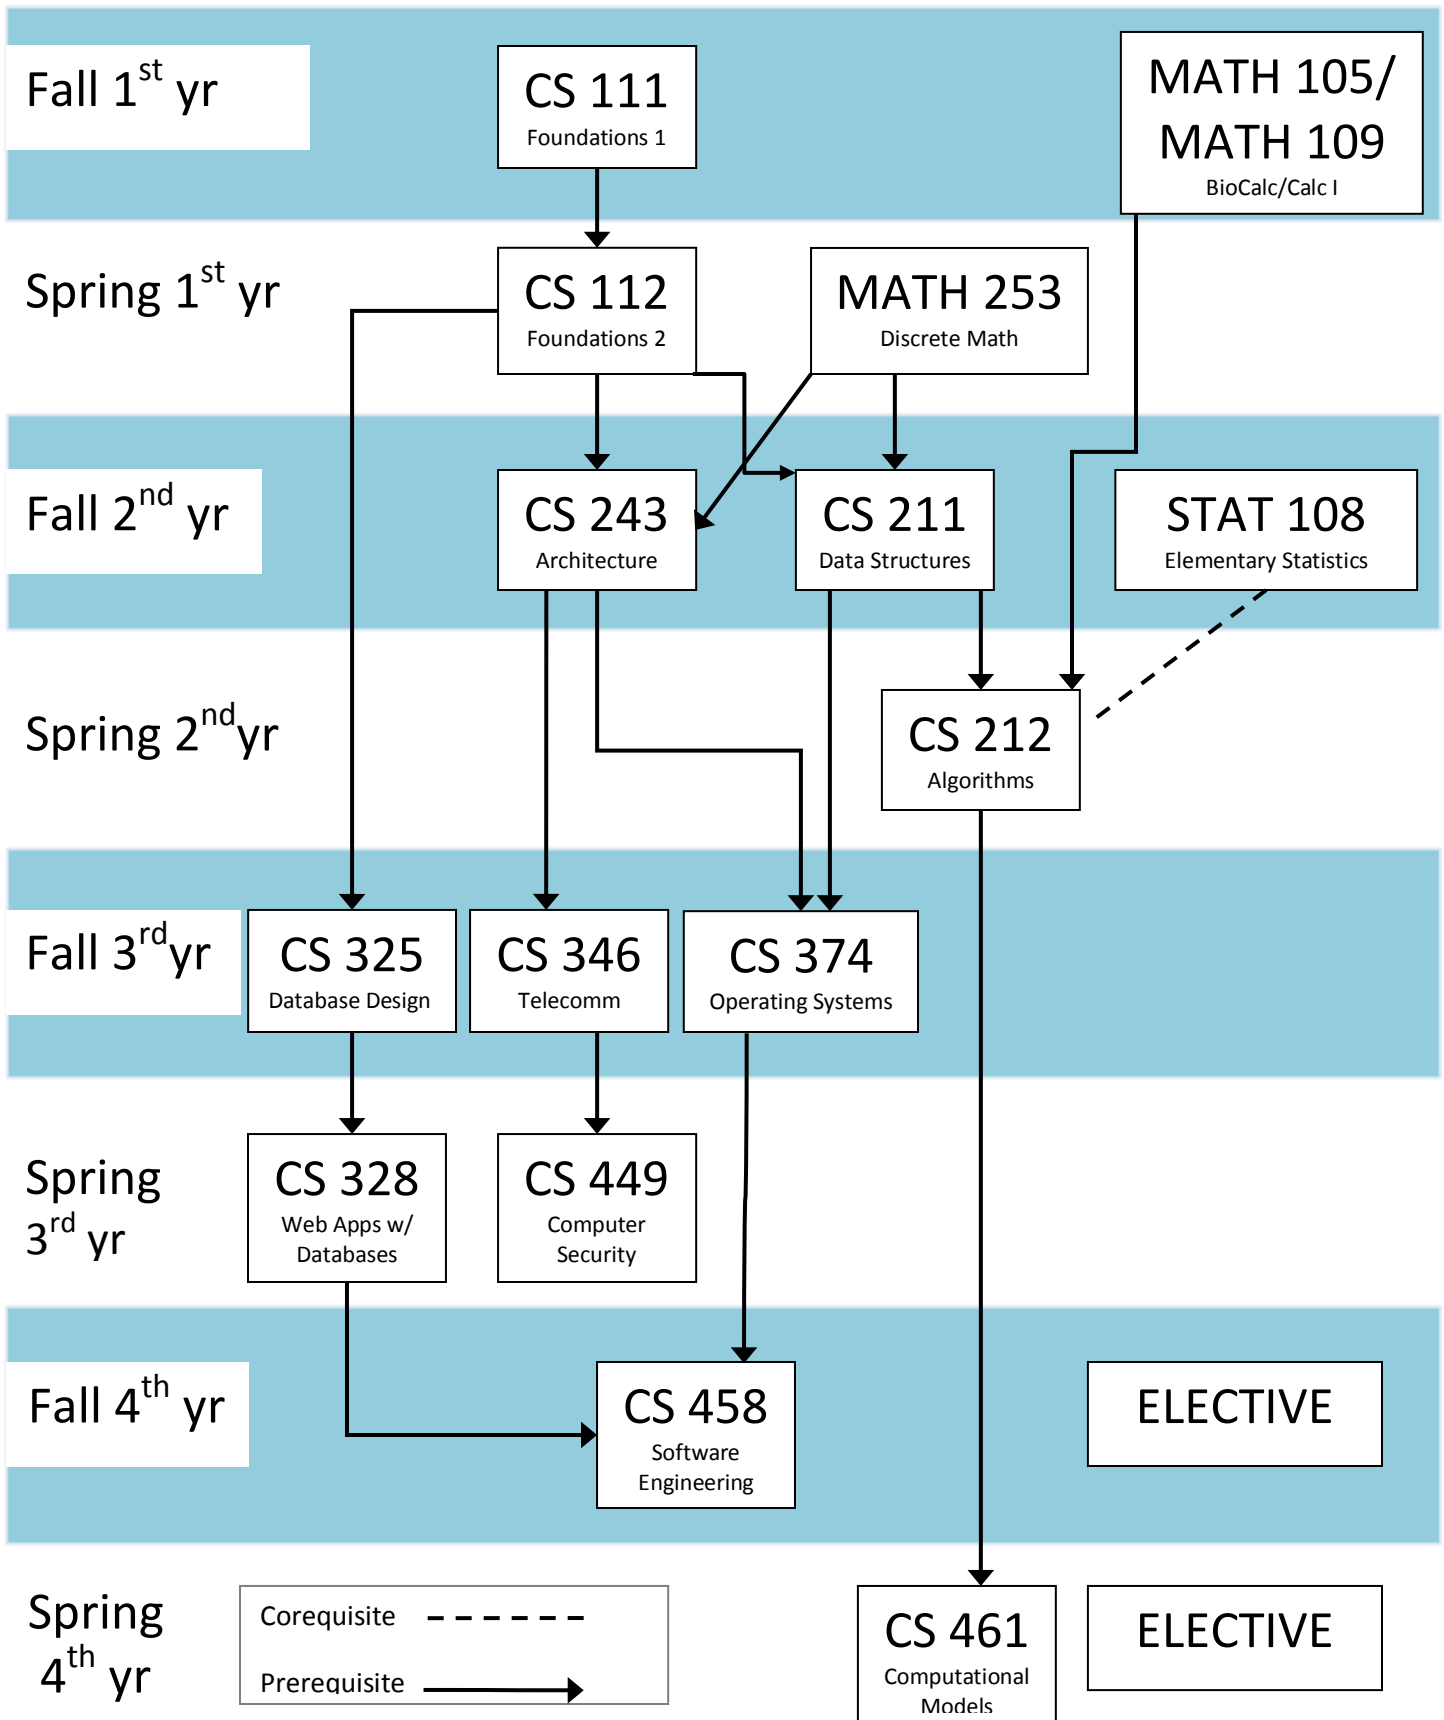 Fall 1st yr
CS 111
Foundations 1
MATH 105/
MATH 109
BioCalc/Calc I
Spring 1st yr
CS 112
Foundations 2
MATH 253
Discrete Math
Fall 2nd yr
CS 243
Architecture
CS 211
Data Structures
STAT 108
Elementary Statistics
Spring 2nd yr
CS 212
Algorithms
Fall 3rd yr
CS 325
Database Design
CS 346
Telecomm
CS 374
Operating Systems
Spring
3rd yr
CS 328
Web Apps w/
Databases
CS 449
Computer
Security
Fall 4th yr
CS 458
Software
Engineering
ELECTIVE
Spring
4th yr
Corequisite
Prerequisite
CS 461
Computational
Models
ELECTIVE